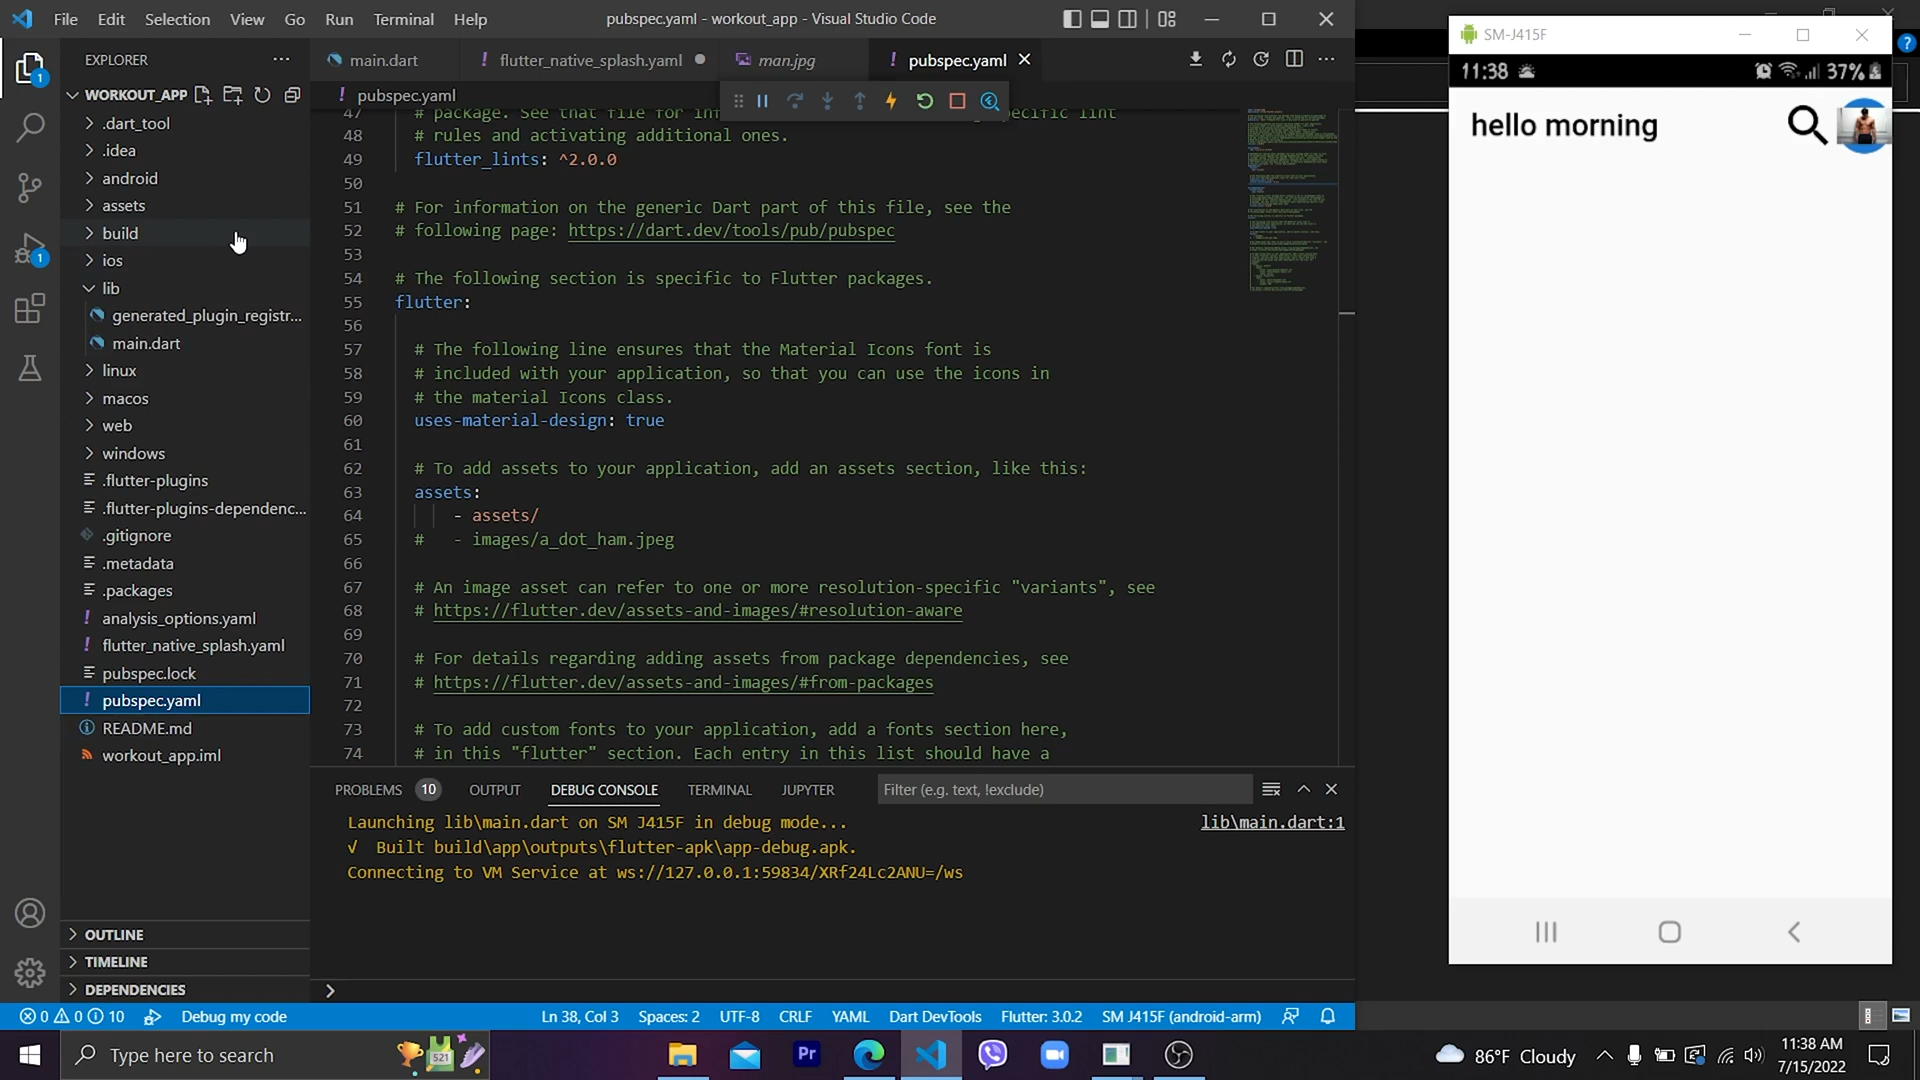 File Edit Selection View Go Run Terminal Help
pubspec.yaml - workout_app - Visual Studio Code
EXPLORER
WORKOUT_APP
.dart_tool
.idea
android
assets
build
ios
lib
generated_plugin_registr...
main.dart
linux
macos
web
windows
.flutter-plugins
.flutter-plugins-dependenc...
.gitignore
.metadata
.packages
analysis_options.yaml
flutter_native_splash.yaml
pubspec.lock
pubspec.yaml
README.md
workout_app.iml
OUTLINE
TIMELINE
DEPENDENCIES
1
1
main.dart
! flutter_native_splash.yaml
man.jpg
! pubspec.yaml
! pubspec.yaml
47 # package. See that file for inf ecific lint
48 # rules and activating additional ones.
49 flutter_lints: ^2.0.0
50
51 # For information on the generic Dart part of this file, see the
52 # following page: https://dart.dev/tools/pub/pubspec
53
54 # The following section is specific to Flutter packages.
55 flutter:
56
57 # The following line ensures that the Material Icons font is
58 # included with your application, so that you can use the icons in
59 # the material Icons class.
60 uses-material-design: true
61
62 # To add assets to your application, add an assets section, like this:
63 assets:
64 - assets/
65 # - images/a_dot_ham.jpeg
66
67 # An image asset can refer to one or more resolution-specific "variants", see
68 # https://flutter.dev/assets-and-images/#resolution-aware
69
70 # For details regarding adding assets from package dependencies, see
71 # https://flutter.dev/assets-and-images/#from-packages
72
73 # To add custom fonts to your application, add a fonts section here,
74 # in this "flutter" section. Each entry in this list should have a
PROBLEMS 10 OUTPUT DEBUG CONSOLE TERMINAL JUPYTER Filter (e.g. text, !exclude)
Launching lib\main.dart on SM J415F in debug mode... lib\main.dart:1
√ Built build\app\outputs\flutter-apk\app-debug.apk.
Connecting to VM Service at ws://127.0.0.1:59834/XRf24Lc2ANU=/ws
0 0 10 Debug my code Ln 38, Col 3 Spaces: 2 UTF-8 CRLF YAML Dart DevTools Flutter: 3.0.2 SM J415F (android-arm)
SM-J415F
11:38 37%
hello morning
Type here to search
521
Pr
86°F Cloudy
11:38 AM
7/15/2022